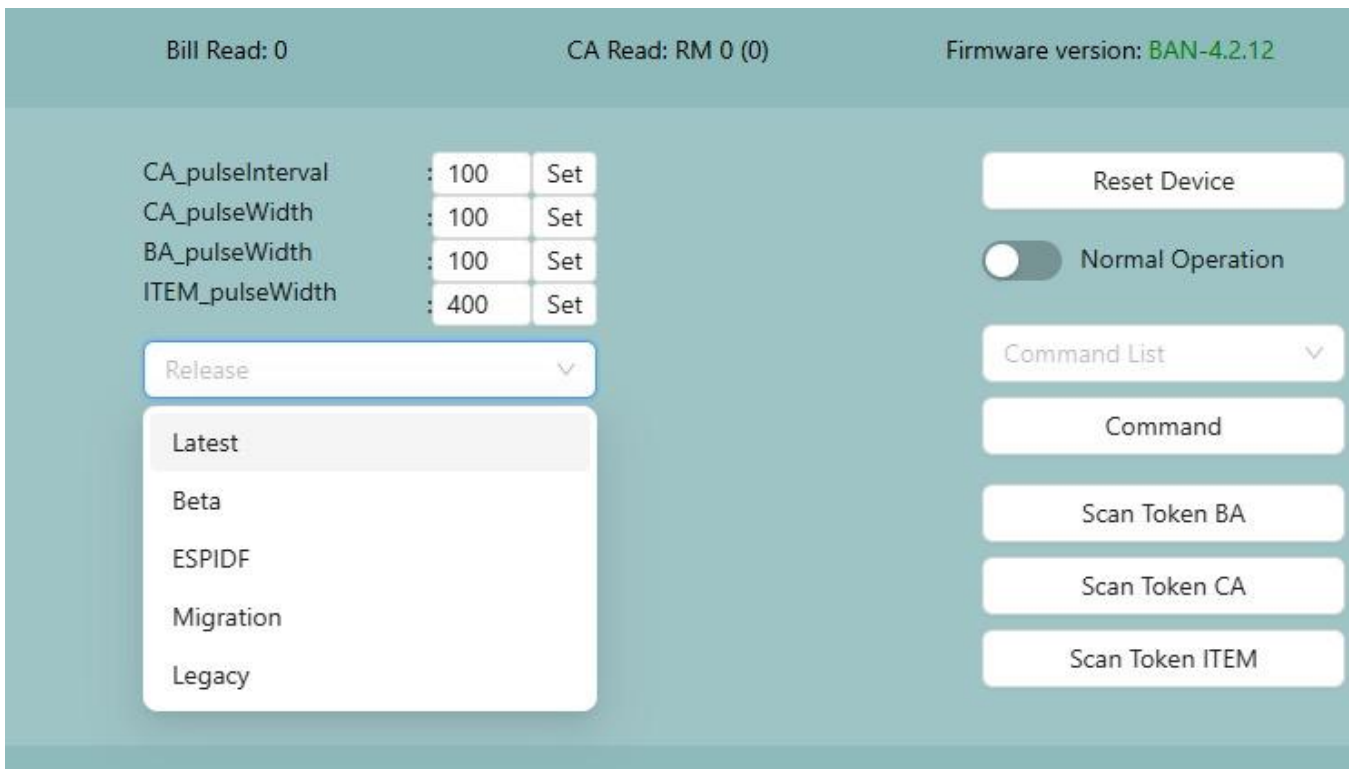 Bill Read: 0 CA Read: RM 0 (0) Firmware version: BAN-4.2.12
CA_pulseInterval : 100 Set
CA_pulseWidth : 100 Set
BA_pulseWidth : 100 Set
ITEM_pulseWidth : 400 Set
Release
Latest
Beta
ESPIDF
Migration
Legacy
Reset Device
Normal Operation
Command List
Command
Scan Token BA
Scan Token CA
Scan Token ITEM